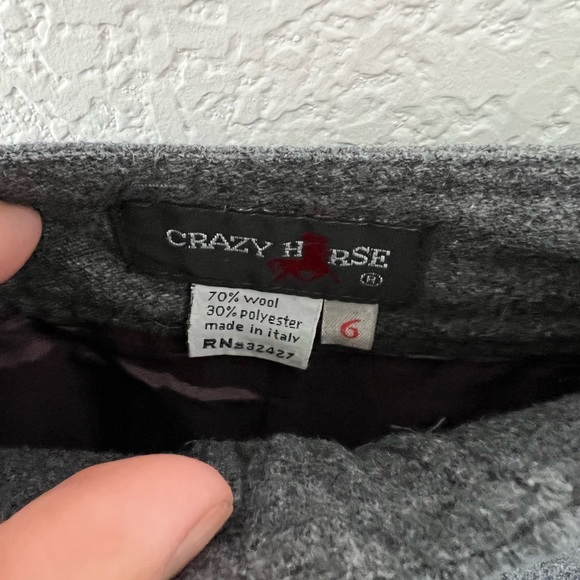 CRAZY HORSE
®
70% wool
30% polyester
made in italy
RN#32427
6